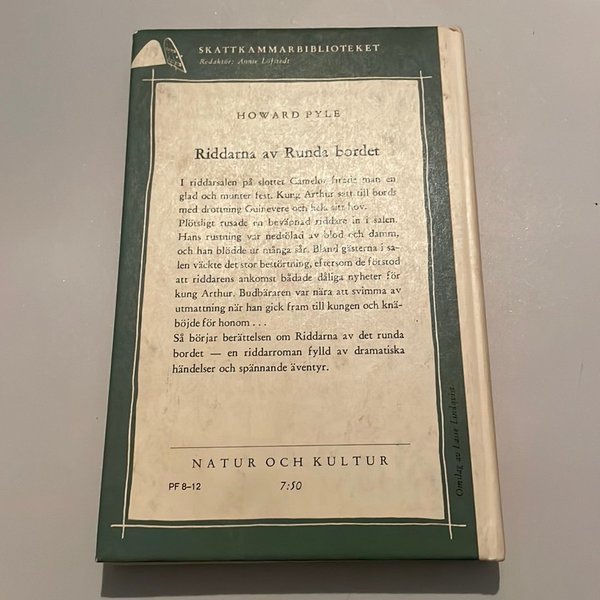 SKATTKAMMARBIBLIOTEKET
Redaktör: Annie Löfstedt
HOWARD PYLE
Riddarna av Runda bordet
I riddarsalen på slottet Camelot firade man en
glad och munter fest. Kung Arthur satt till bords
med drottning Guinevere och hela sitt hov.
Plötsligt rusade en beväpnad riddare in i salen.
Hans rustning var nedsölad av blod och damm,
och han blödde ur många sår. Bland gästerna i sa-
len väckte det stor bestörtning, eftersom de förstod
att riddarens ankomst bådade dåliga nyheter för
kung Arthur. Budbäraren var nära att svimma av
utmattning när han gick fram till kungen och knä-
böjde för honom . . .
Så börjar berättelsen om Riddarna av det runda
bordet — en riddarroman fylld av dramatiska
händelser och spännande äventyr.
NATUR OCH KULTUR
PF 8–12 7:50
Omslag av Lasse Lindqvist.